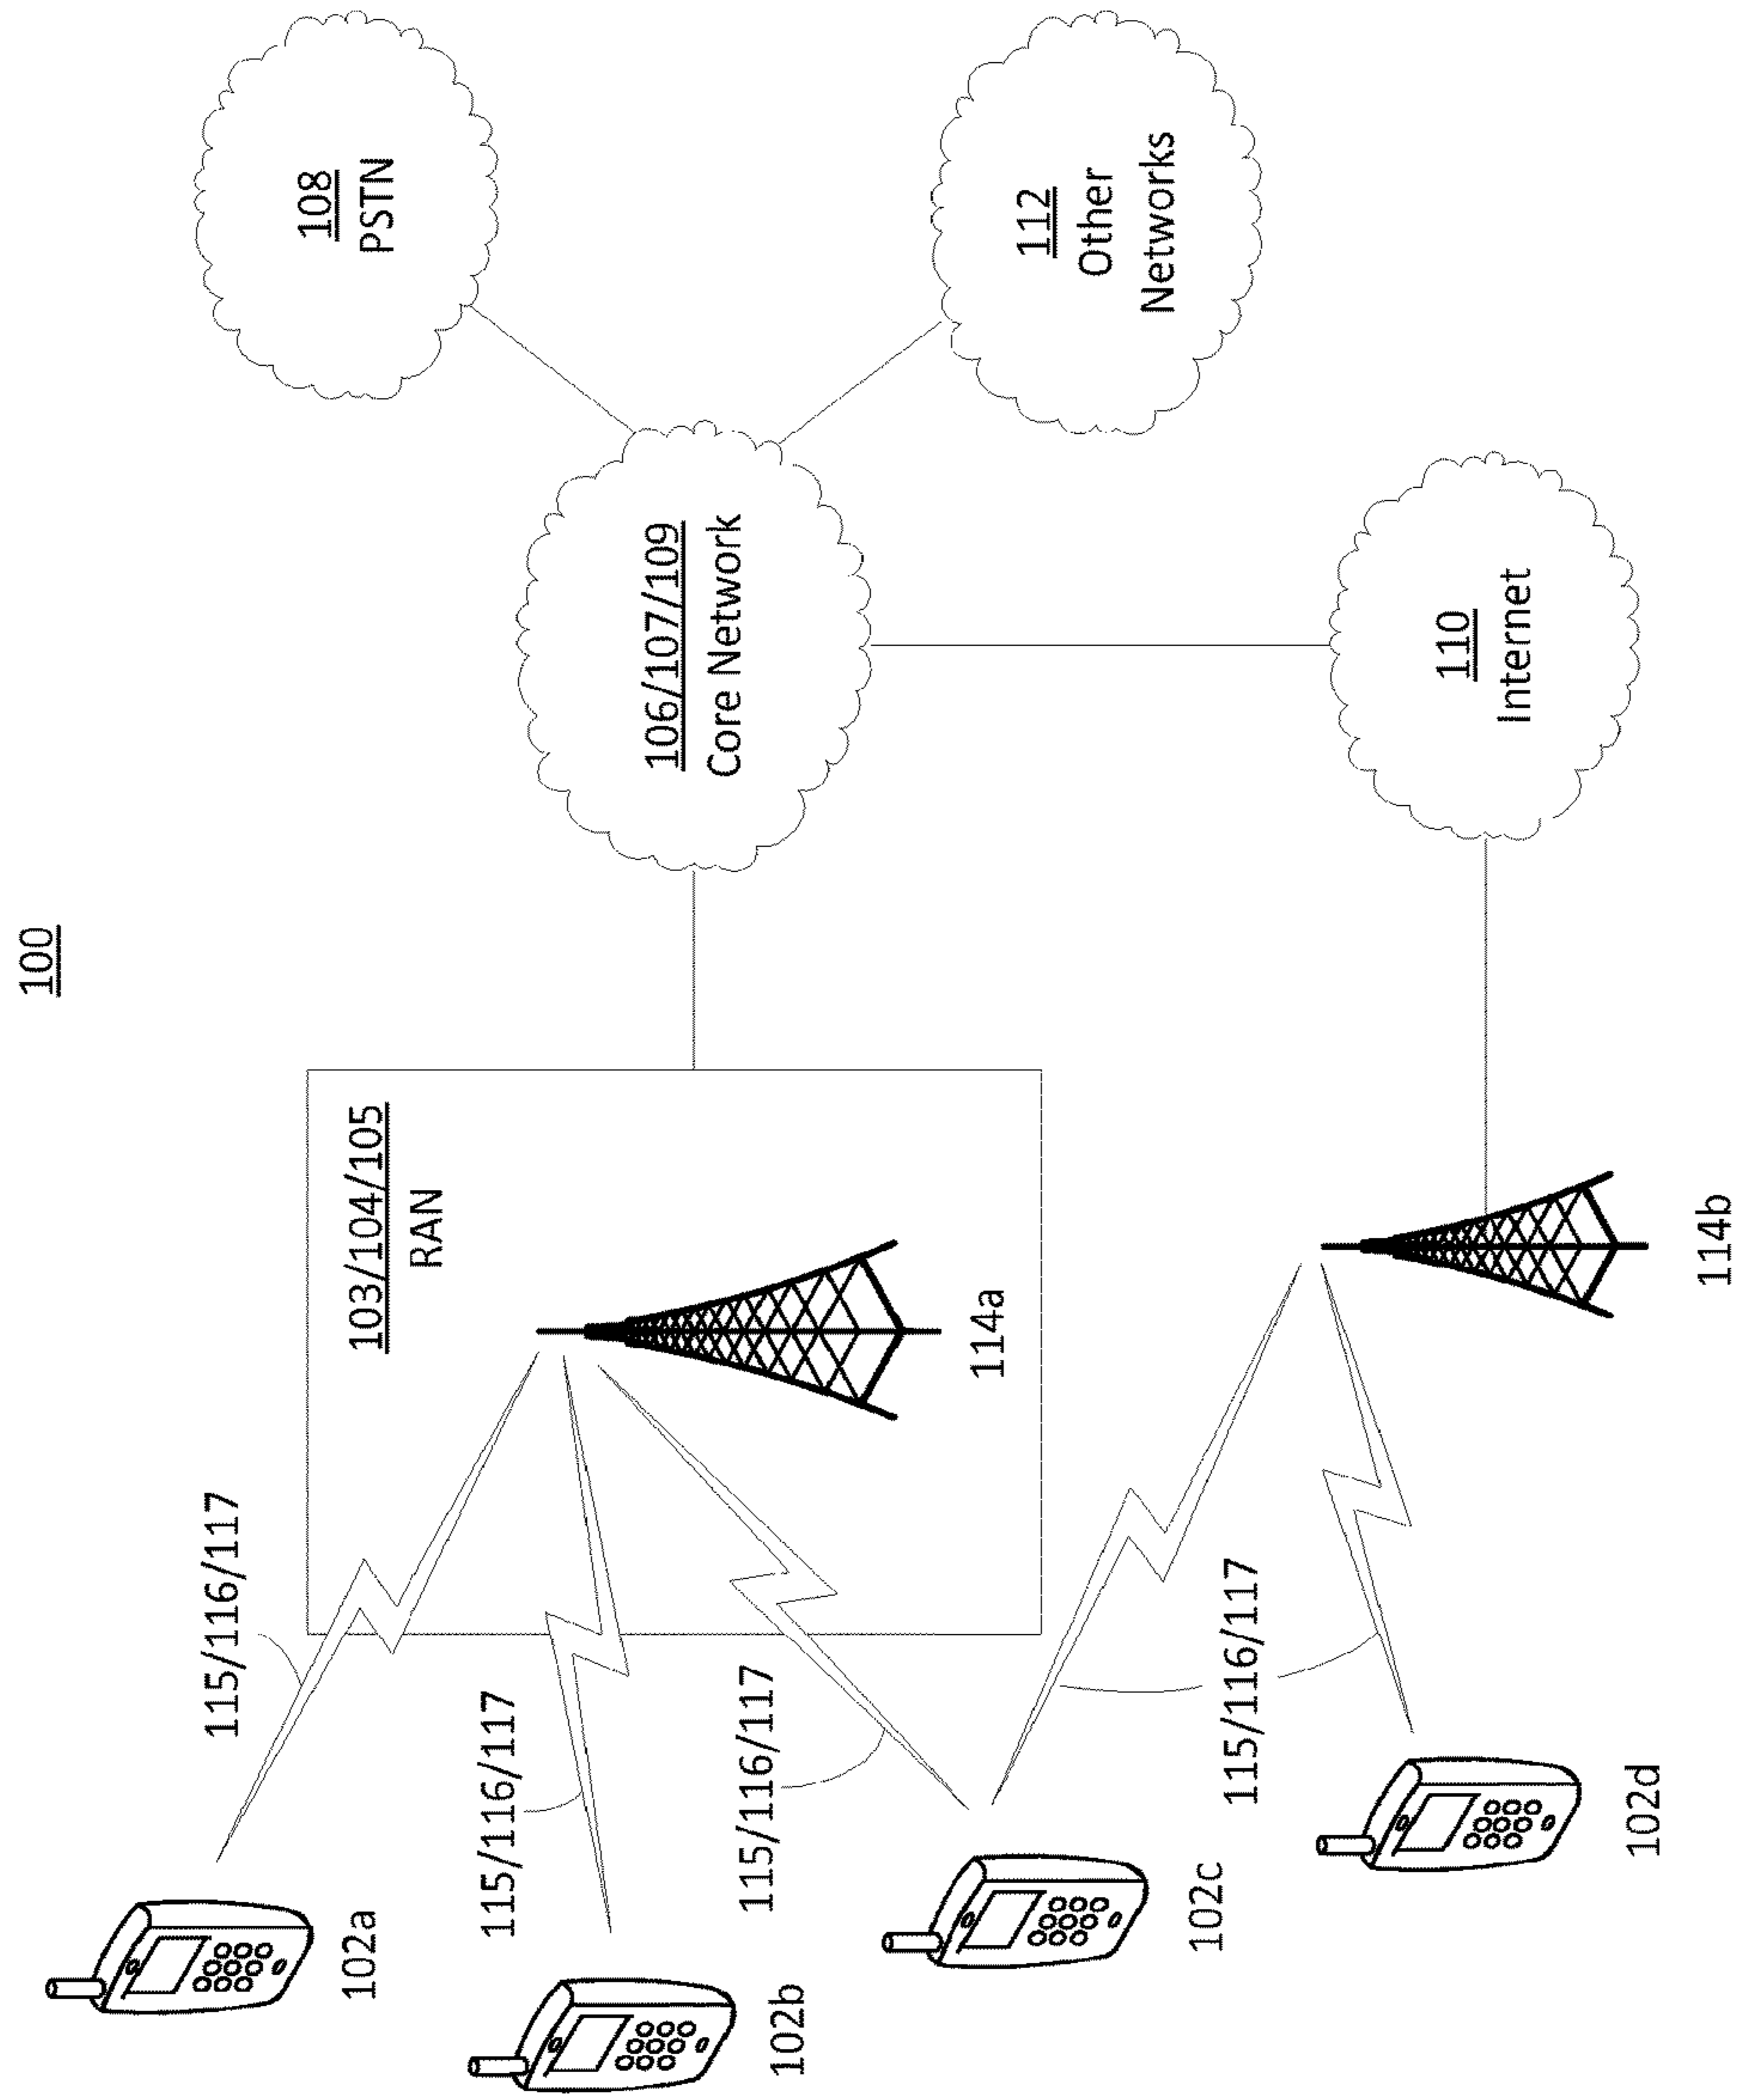 100
108
PSTN
106/107/109
Core Network
112
Other
Networks
103/104/105
RAN
110
Internet
114a
114b
115/116/117
115/116/117
115/116/117
115/116/117
102a
102b
102c
102d